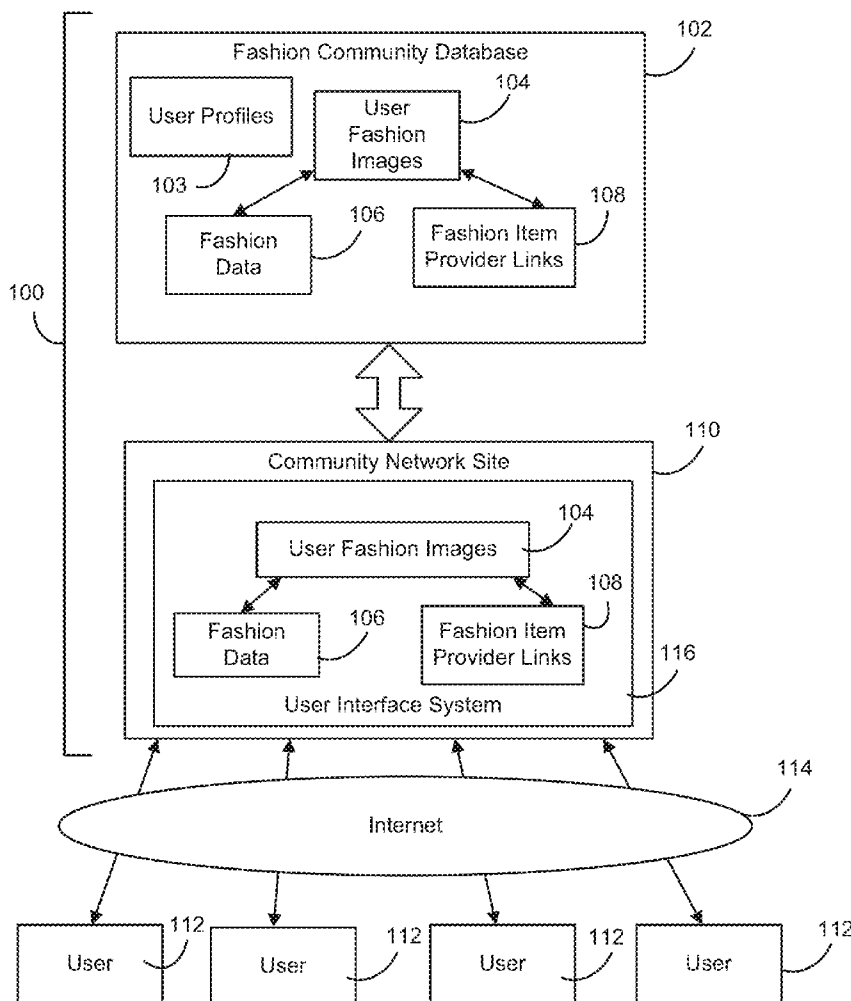 Fashion Community Database
102
104
User Profiles
User
Fashion
Images
103
106
108
Fashion
Data
Fashion Item
Provider Links
100
110
Community Network Site
104
User Fashion Images
106
108
Fashion
Data
Fashion Item
Provider Links
116
User Interface System
114
Internet
112
112
112
112
User
User
User
User